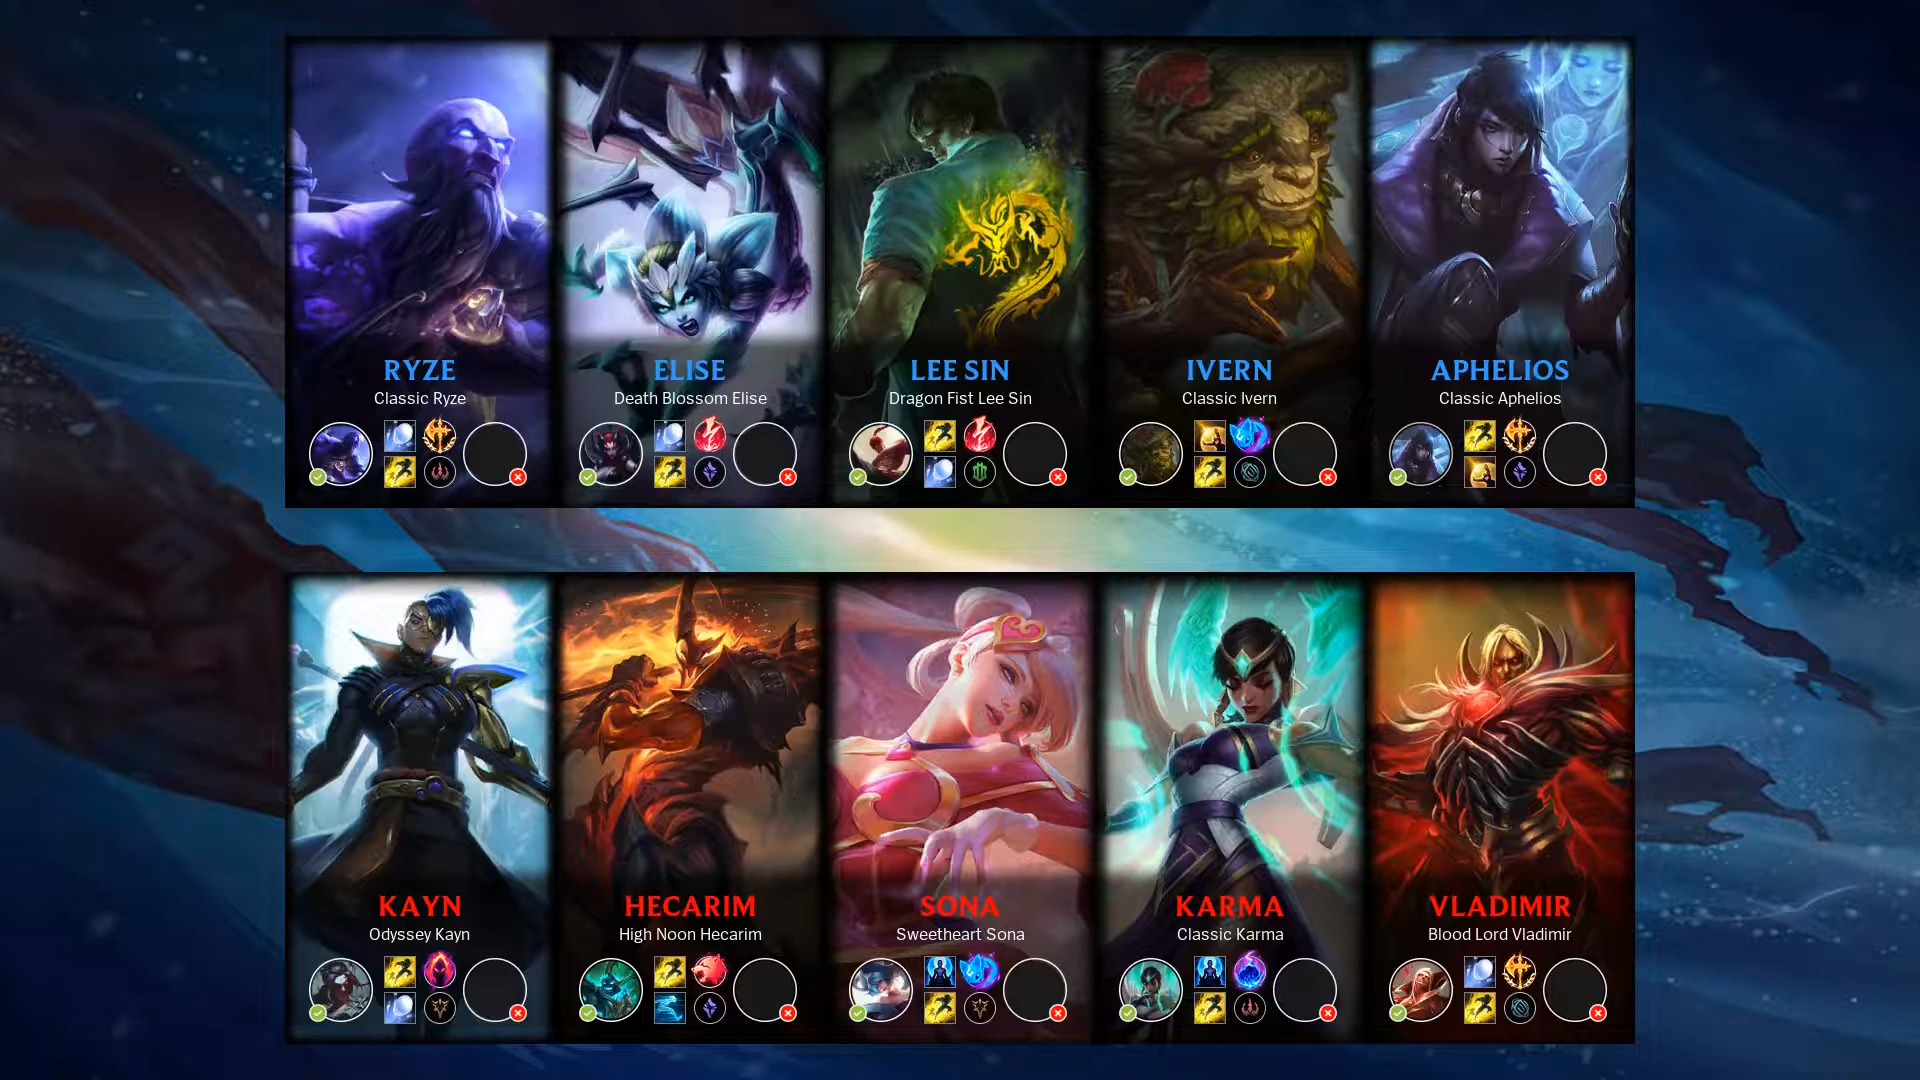 RYZE
Classic Ryze
ELISE
Death Blossom Elise
LEE SIN
Dragon Fist Lee Sin
IVERN
Classic Ivern
APHELIOS
Classic Aphelios
KAYN
Odyssey Kayn
HECARIM
High Noon Hecarim
SONA
Sweetheart Sona
KARMA
Classic Karma
VLADIMIR
Blood Lord Vladimir